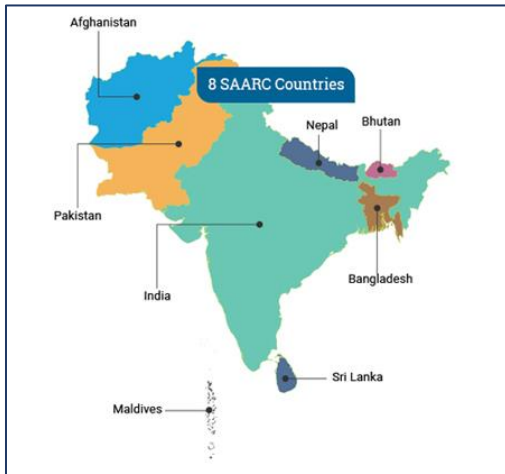 Afghanistan
8 SAARC Countries
Nepal
Bhutan
Pakistan
India
Bangladesh
Sri Lanka
Maldives